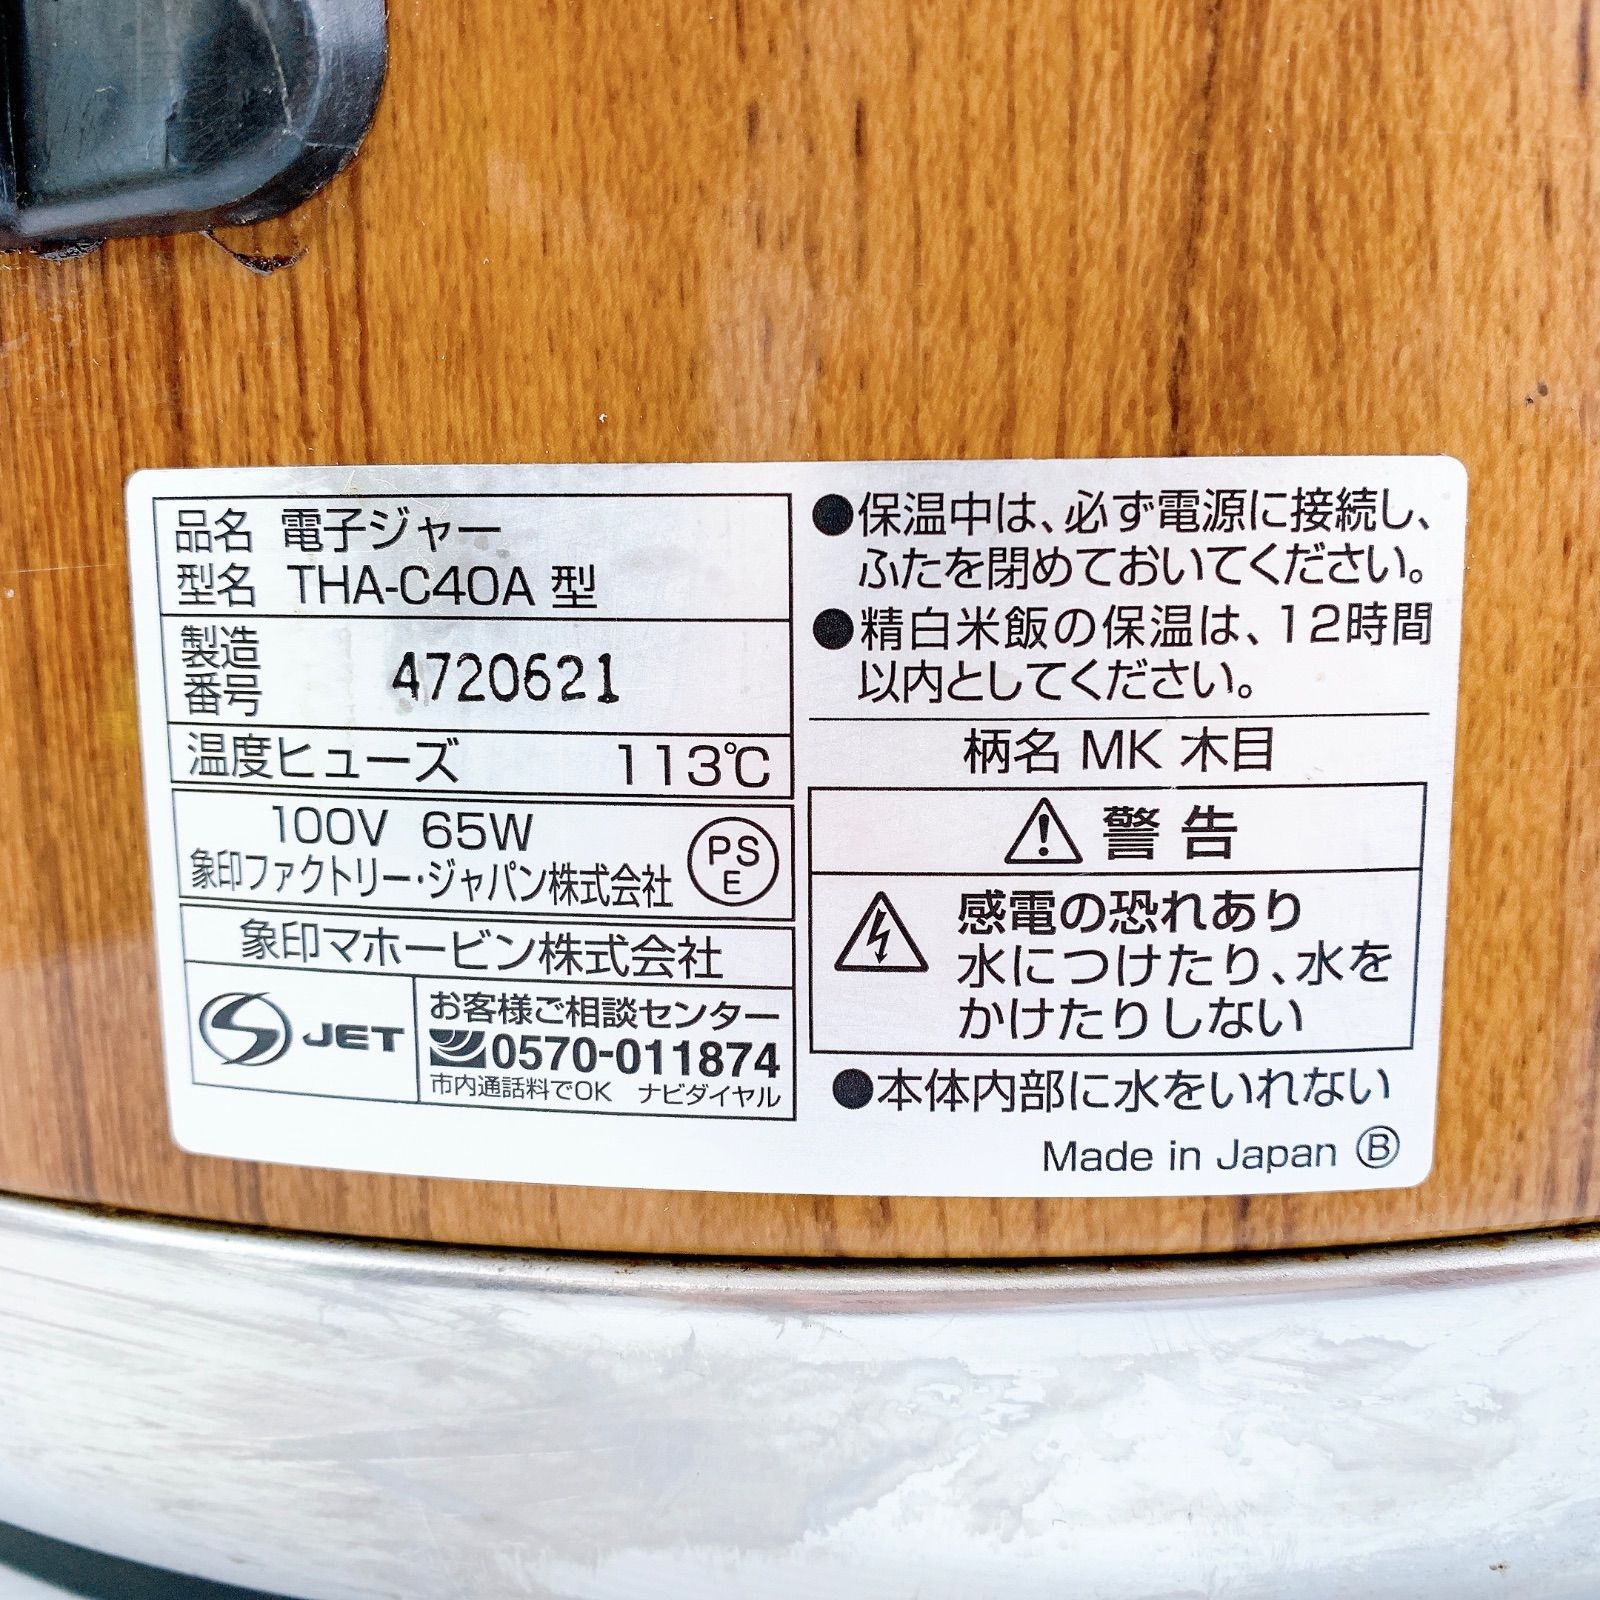 品名 電子ジャー
型名 THA-C40A 型
製造番号 4720621
温度ヒューズ 113℃
100V 65W
象印ファクトリー・ジャパン株式会社
PS
E
象印マホービン株式会社
S JET
お客様ご相談センター
0570-011874
市内通話料でOK ナビダイヤル
●保温中は、必ず電源に接続し、
ふたを閉めておいてください。
●精白米飯の保温は、12時間
以内としてください。
柄名 MK 木目
警告
感電の恐れあり
水につけたり、水を
かけたりしない
●本体内部に水をいれない
Made in Japan Ⓑ